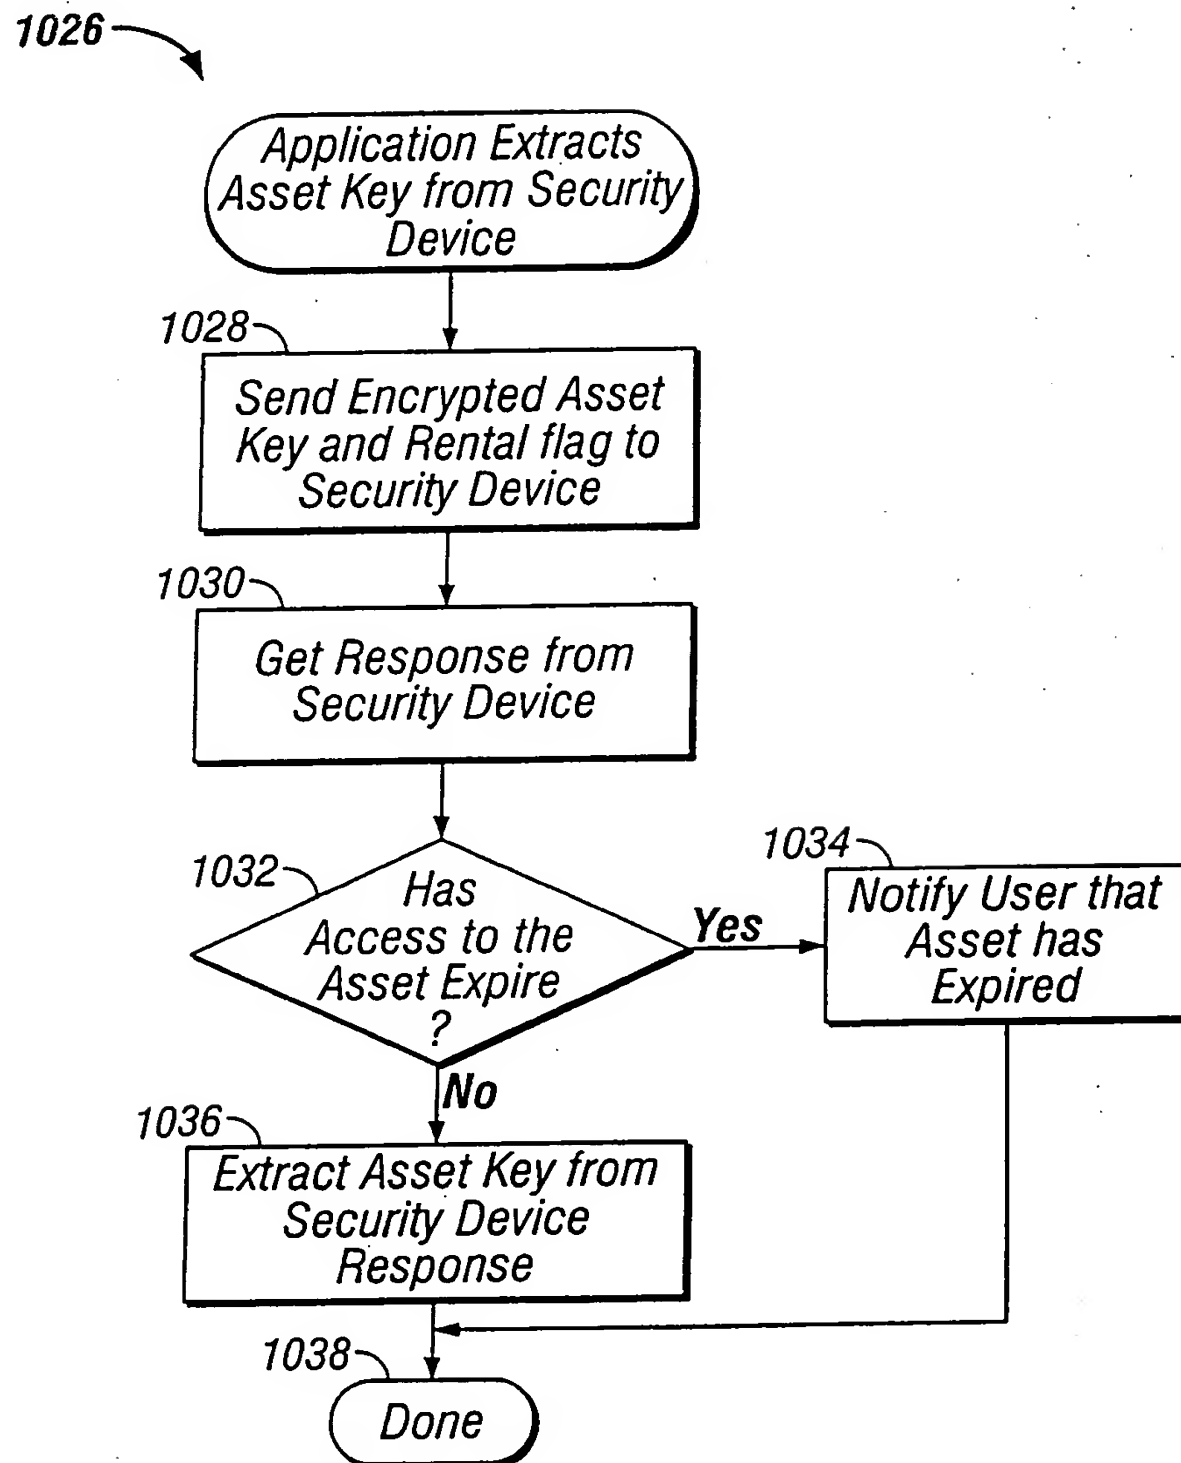 1026
Application Extracts
Asset Key from Security
Device
1028
Send Encrypted Asset
Key and Rental flag to
Security Device
1030
Get Response from
Security Device
1032
Has
Access to the
Asset Expire
?
Yes
1034
Notify User that
Asset has
Expired
No
1036
Extract Asset Key from
Security Device
Response
1038
Done